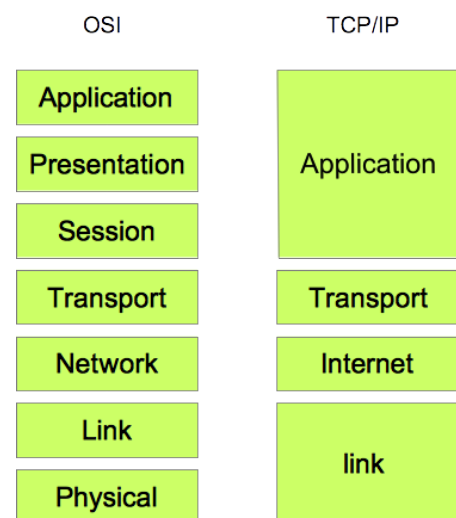 OSI
TCP/IP
Application
Presentation
Session
Transport
Network
Link
Physical
Application
Transport
Internet
link